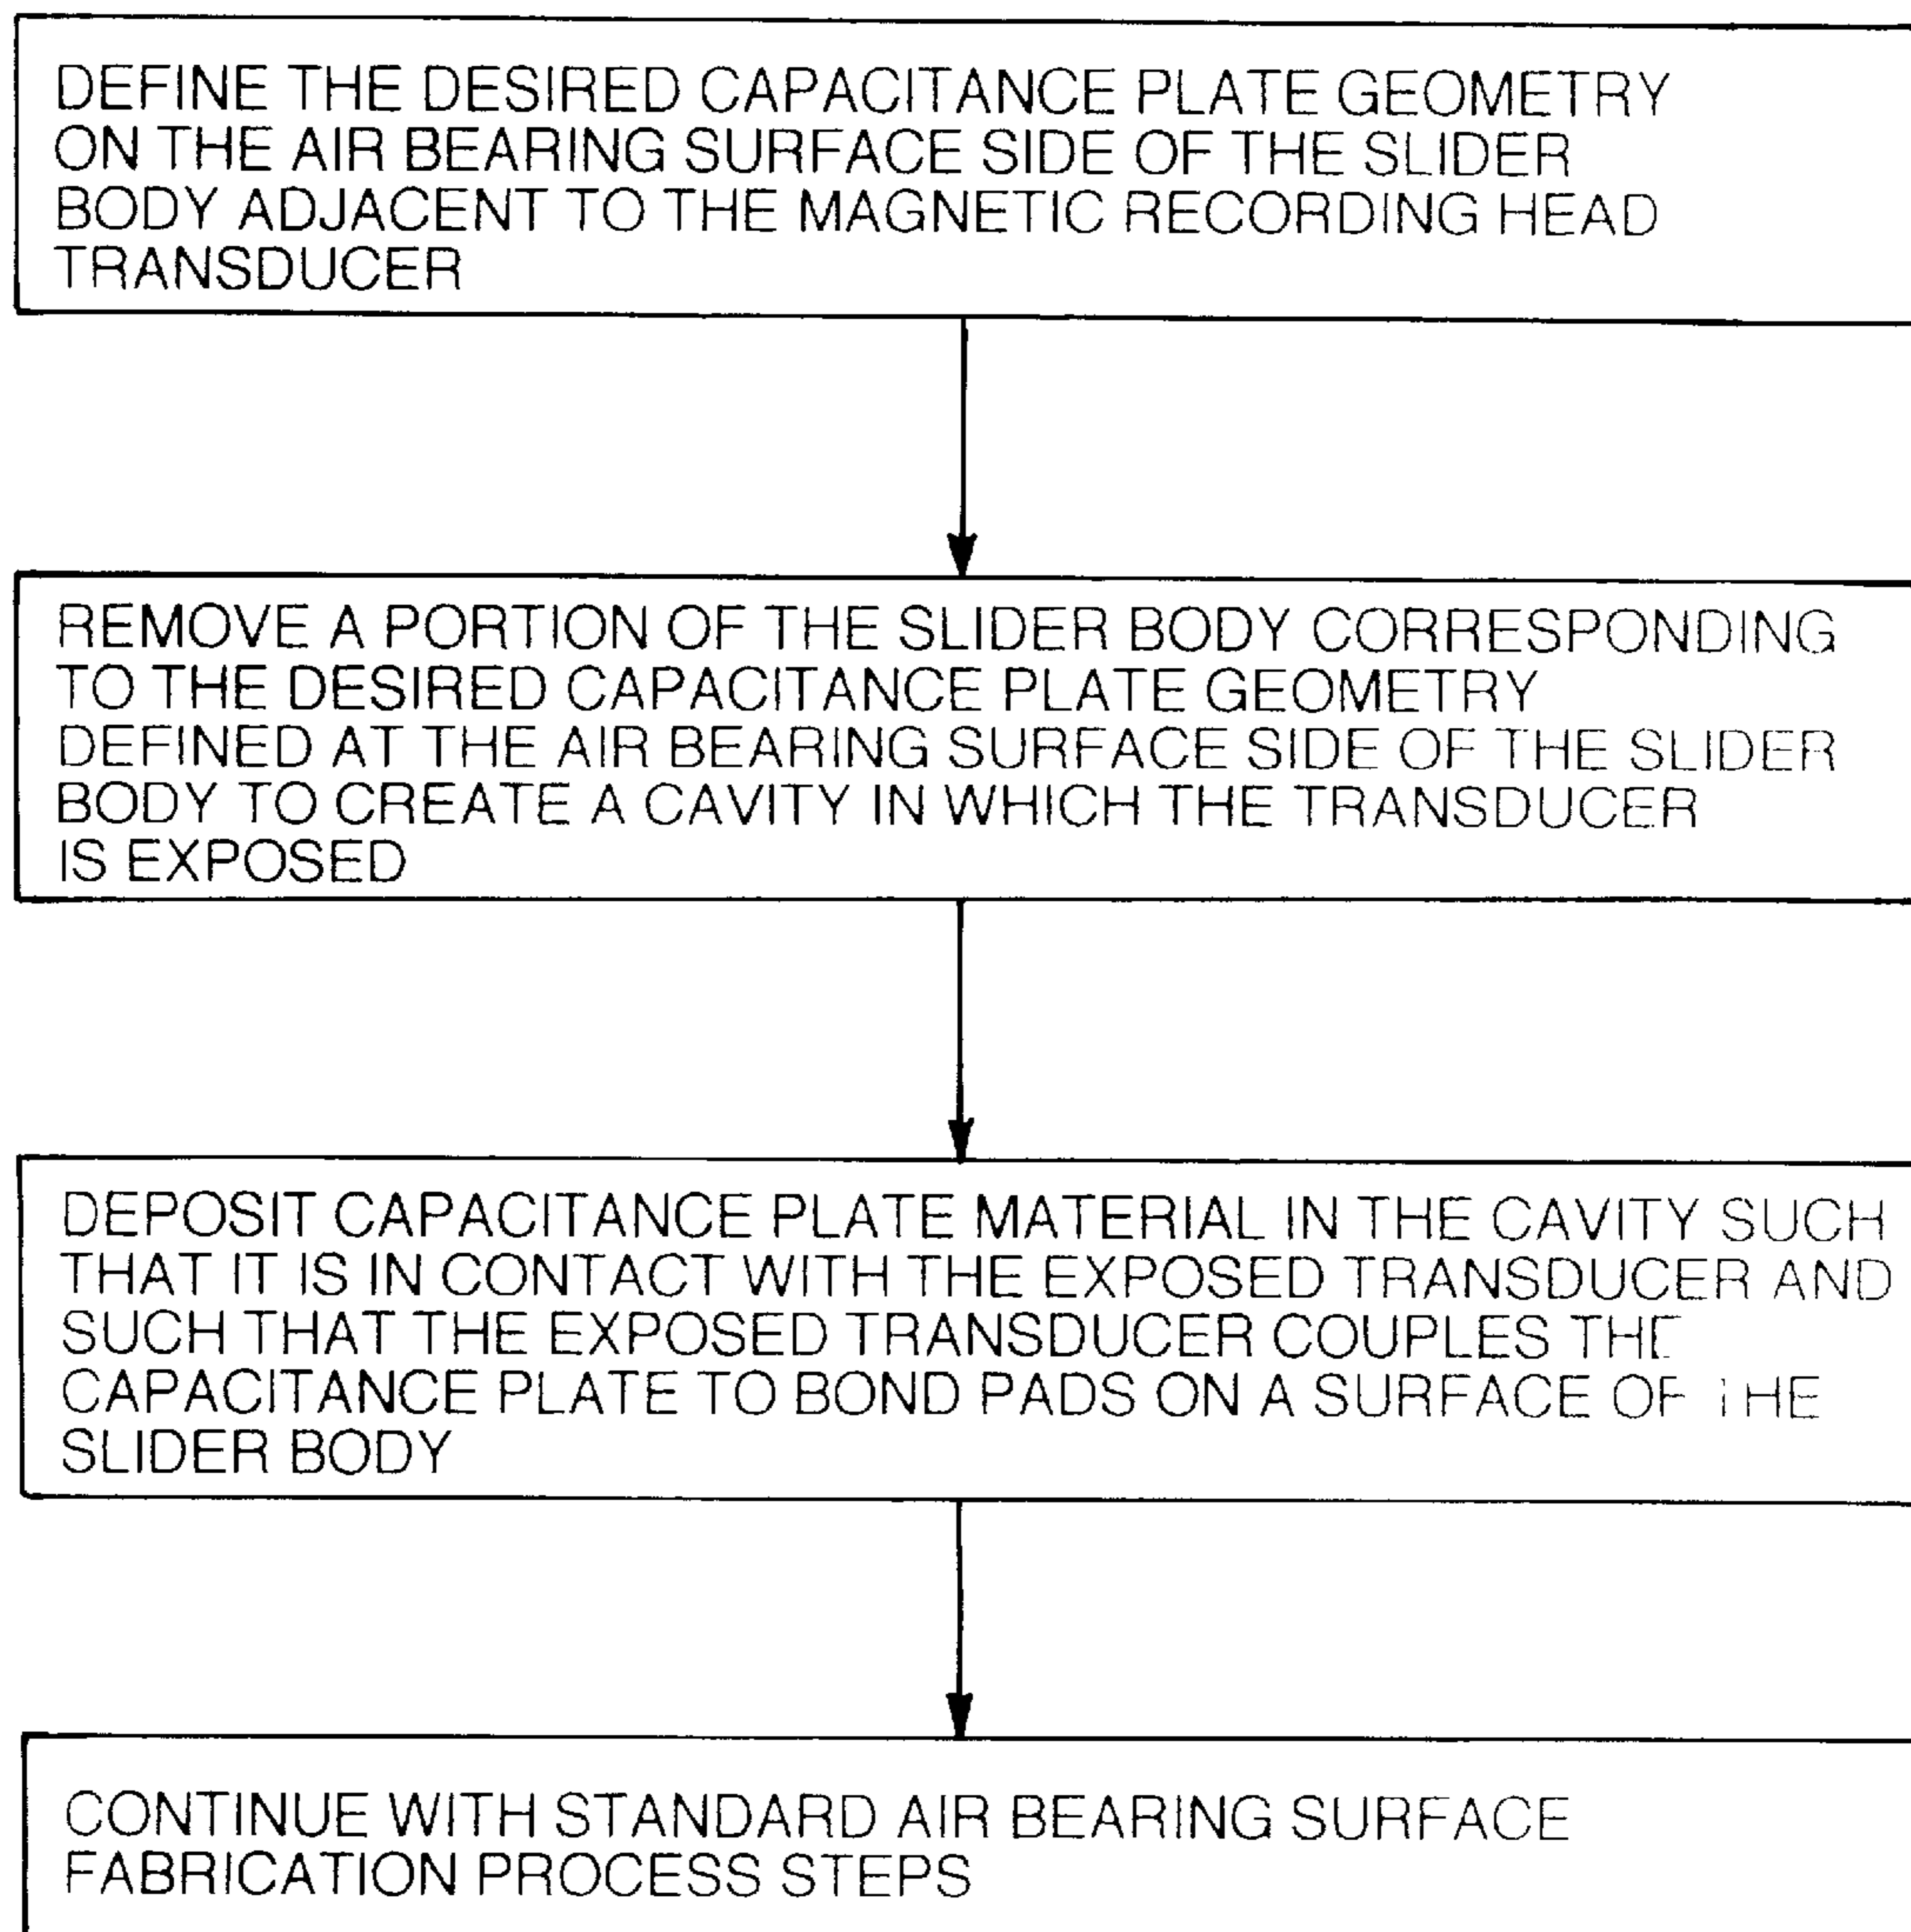 DEFINE THE DESIRED CAPACITANCE PLATE GEOMETRY
ON THE AIR BEARING SURFACE SIDE OF THE SLIDER
BODY ADJACENT TO THE MAGNETIC RECORDING HEAD
TRANSDUCER
REMOVE A PORTION OF THE SLIDER BODY CORRESPONDING
TO THE DESIRED CAPACITANCE PLATE GEOMETRY
DEFINED AT THE AIR BEARING SURFACE SIDE OF THE SLIDER
BODY TO CREATE A CAVITY IN WHICH THE TRANSDUCER
IS EXPOSED
DEPOSIT CAPACITANCE PLATE MATERIAL IN THE CAVITY SUCH
THAT IT IS IN CONTACT WITH THE EXPOSED TRANSDUCER AND
SUCH THAT THE EXPOSED TRANSDUCER COUPLES THE
CAPACITANCE PLATE TO BOND PADS ON A SURFACE OF THE
SLIDER BODY
CONTINUE WITH STANDARD AIR BEARING SURFACE
FABRICATION PROCESS STEPS